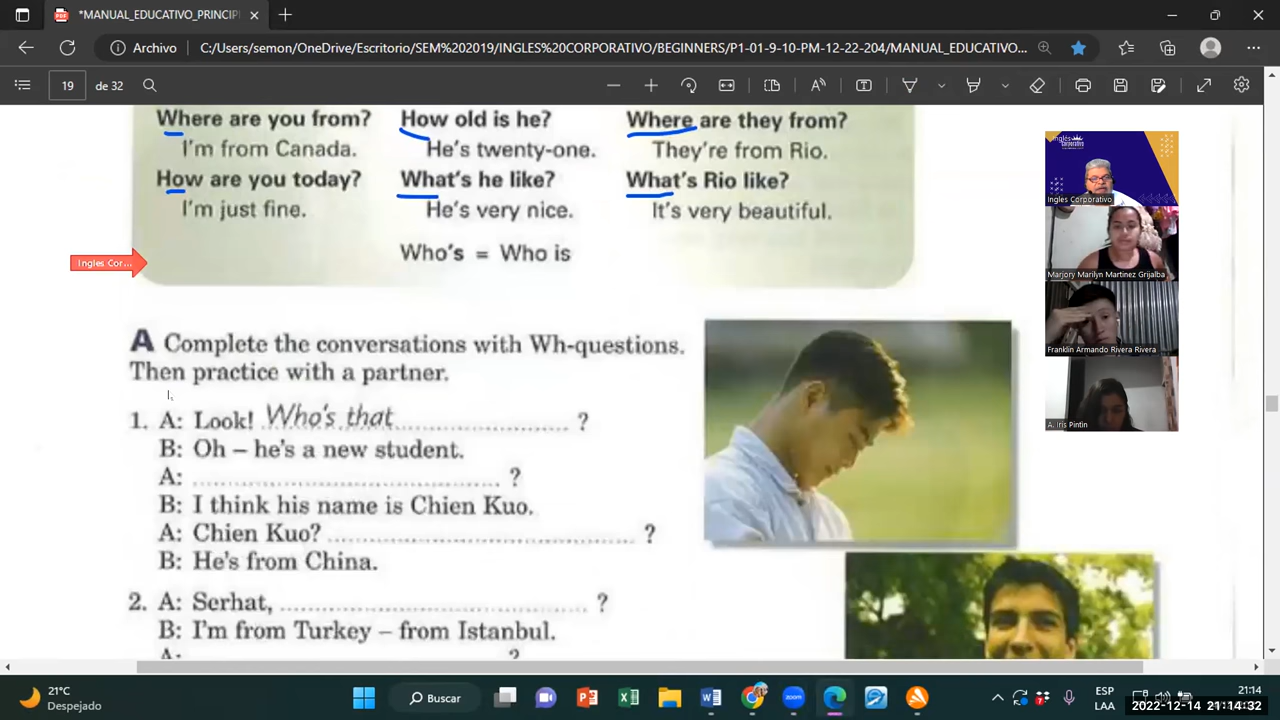 *MANUAL_EDUCATIVO_PRINCIPI
Archivo
C:/Users/semon/OneDrive/Escritorio/SEM%202019/INGLES%20CORPORATIVO/BEGINNERS/P1-01-9-10-PM-12-22-204/MANUAL_EDUCATIVO...
19 de 32
Where are you from?
I'm from Canada.
How are you today?
I'm just fine.
How old is he?
He's twenty-one.
What's he like?
He's very nice.
Who's = Who is
Where are they from?
They're from Rio.
What's Rio like?
It's very beautiful.
Ingles Cor...
A Complete the conversations with Wh-questions.
Then practice with a partner.
1. A: Look! Who's that ?
B: Oh – he's a new student.
A: ?
B: I think his name is Chien Kuo.
A: Chien Kuo? ?
B: He's from China.
2. A: Serhat, ?
B: I'm from Turkey – from Istanbul.
A: ?
Inglés
Corporativo
Ingles Corporativo
Marjory Marilyn Martinez Grijalba
Franklin Armando Rivera Rivera
A. Iris Pintin
21°C
Despejado
Buscar
ESP
LAA
21:14
2022-12-14 21:14:32